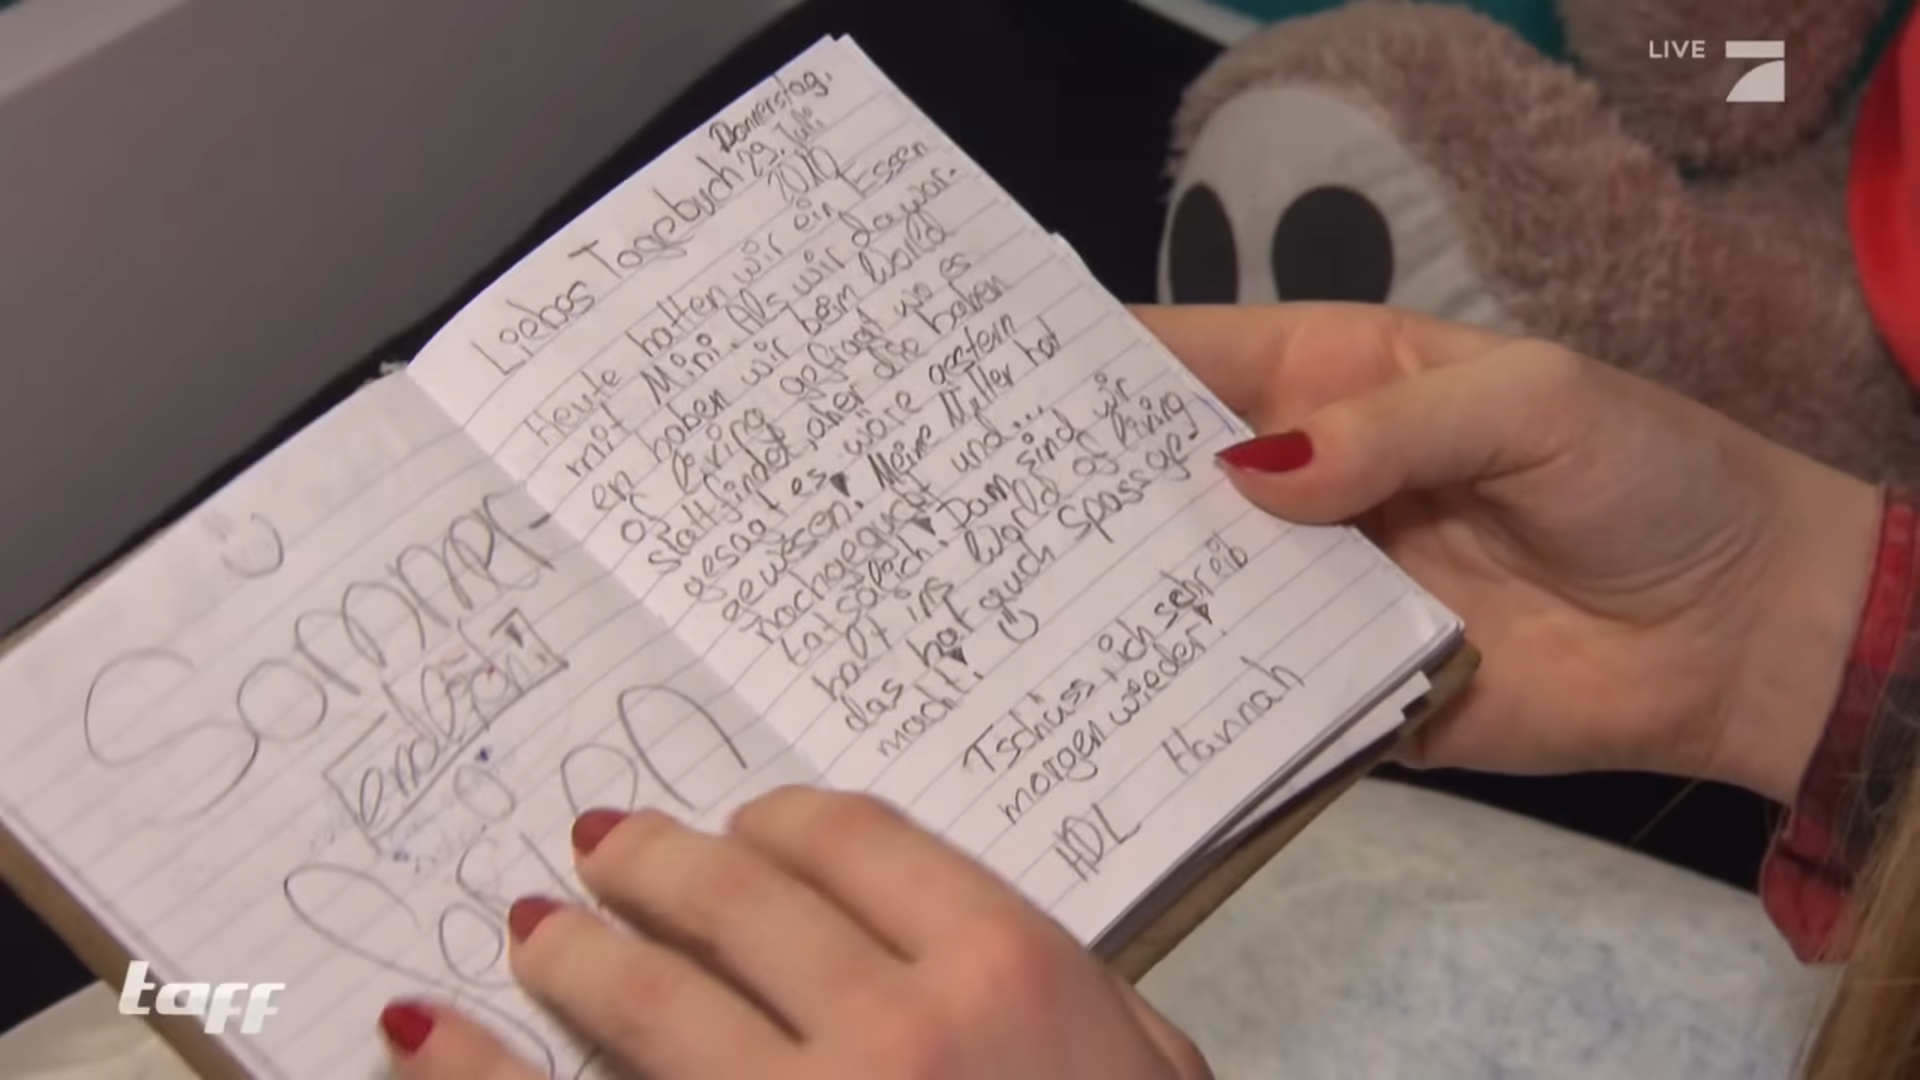 LIVE
Sommer-
endlich!
Donnerstag.
29. Juli
2010
Liebes Tagebuch
Heute hatten wir ein Essen
mit Mini. Als wir da war-
en haben wir beim World
of living gefragt wo es
stattfindet, aber die haben
gesagt es wäre gestern
gewesen! Meine Mutter hat
nachgeguckt und...
tatsälich! Dann sind wir
halt ins World of living
das hat auch spass ge-
macht! ☺
Tschüss, ich schreib
morgen wieder!
Hannah
HDL
taff